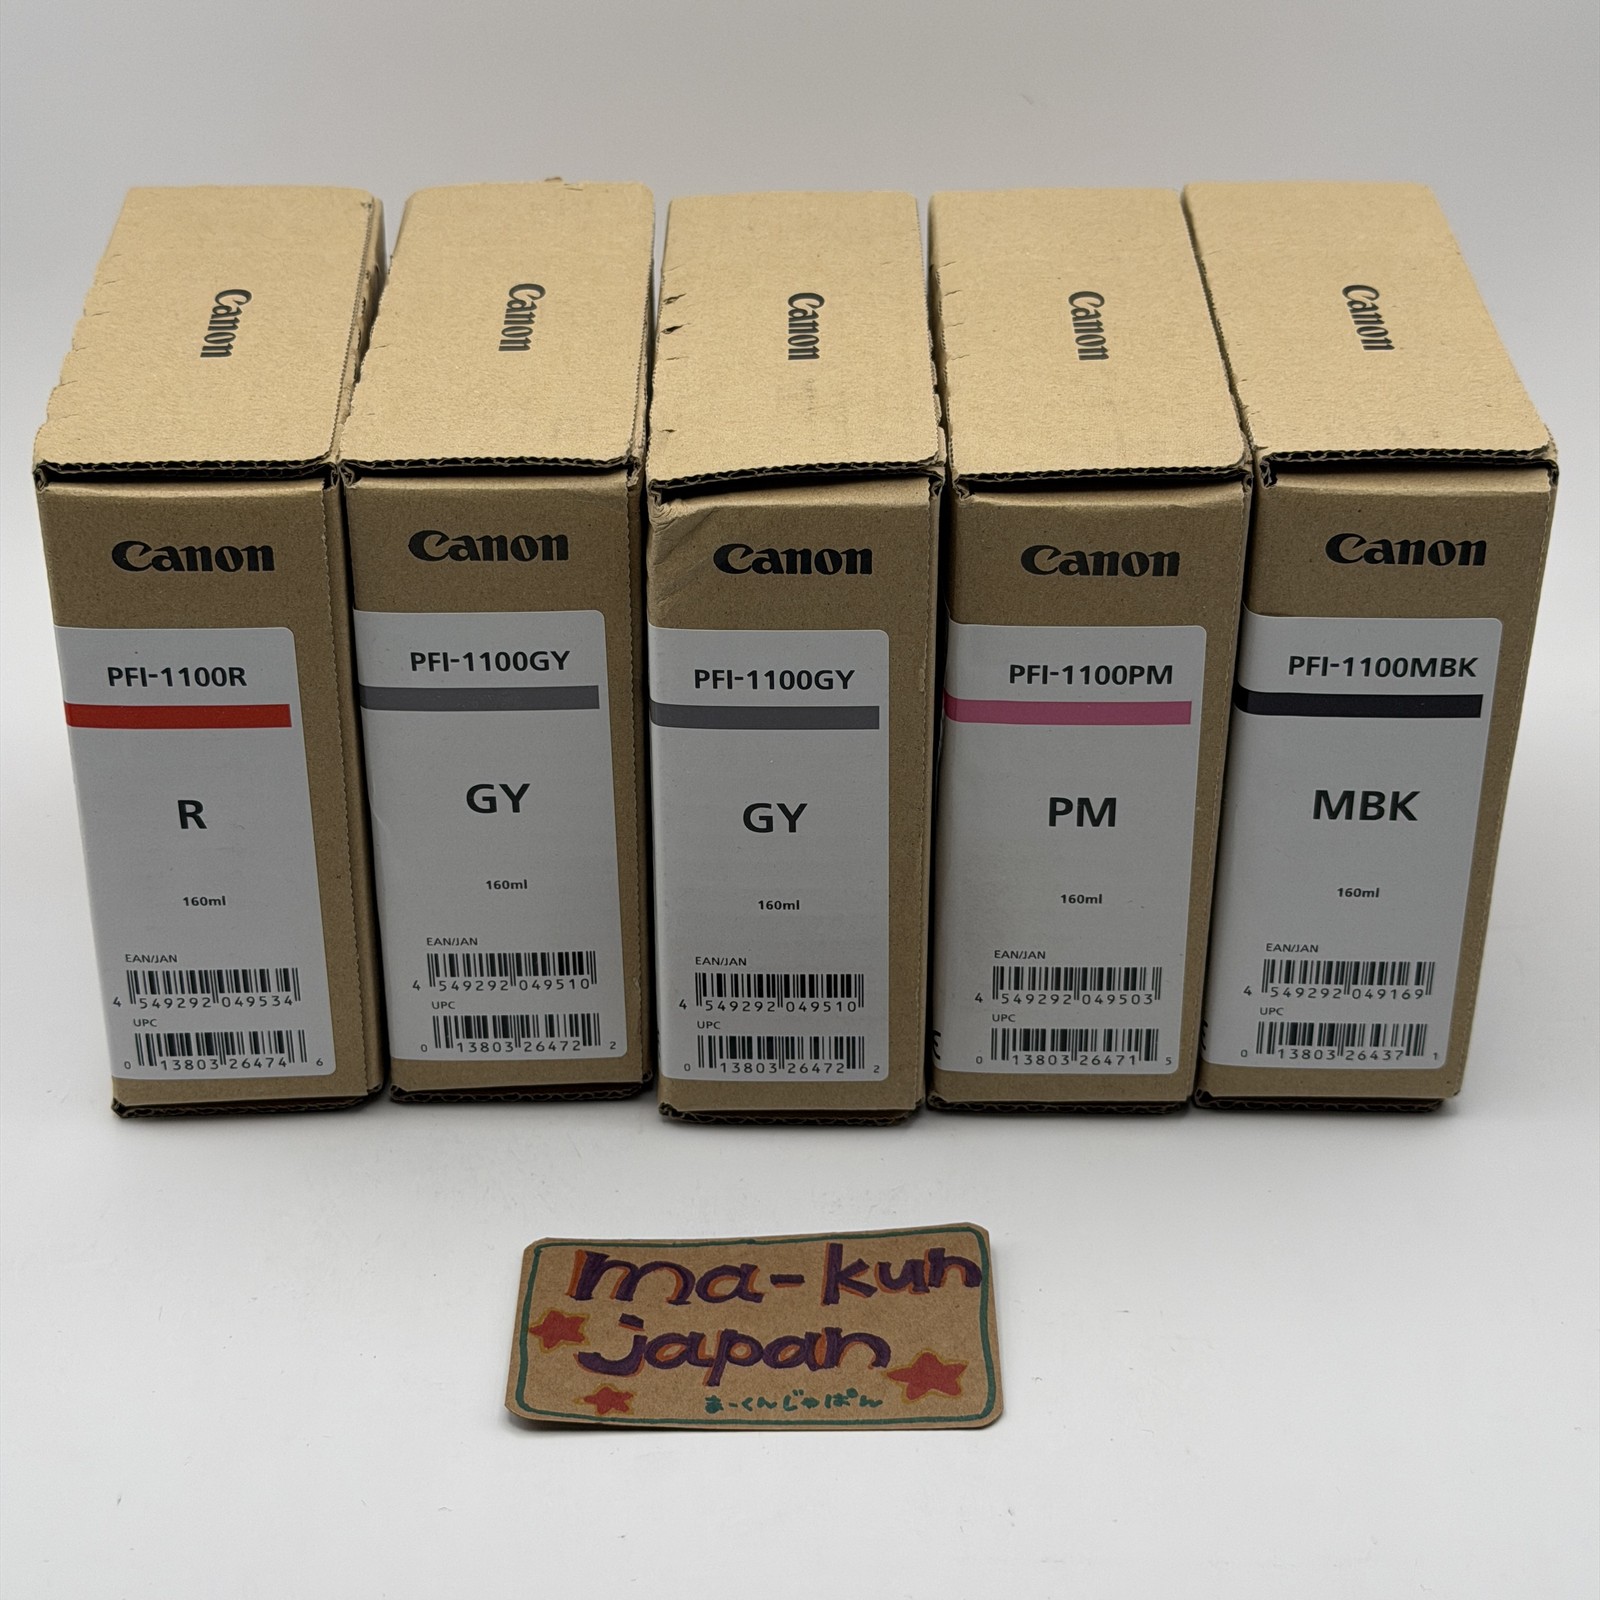 Canon
Canon
Canon
Canon
Canon
Canon
PFI-1100R
R
160ml
EAN/JAN
4 549292 049534
UPC
0 13803 26474 6
Canon
PFI-1100GY
GY
160ml
EAN/JAN
4 549292 049510
UPC
0 13803 26472 2
Canon
PFI-1100GY
GY
160ml
EAN/JAN
4 549292 049510
UPC
0 13803 26472 2
Canon
PFI-1100PM
PM
160ml
EAN/JAN
4 549292 049503
UPC
0 13803 26471 5
Canon
PFI-1100MBK
MBK
160ml
EAN/JAN
4 549292 049169
UPC
0 13803 26437 1
ma-kun
japan
まーくんじゃぱん